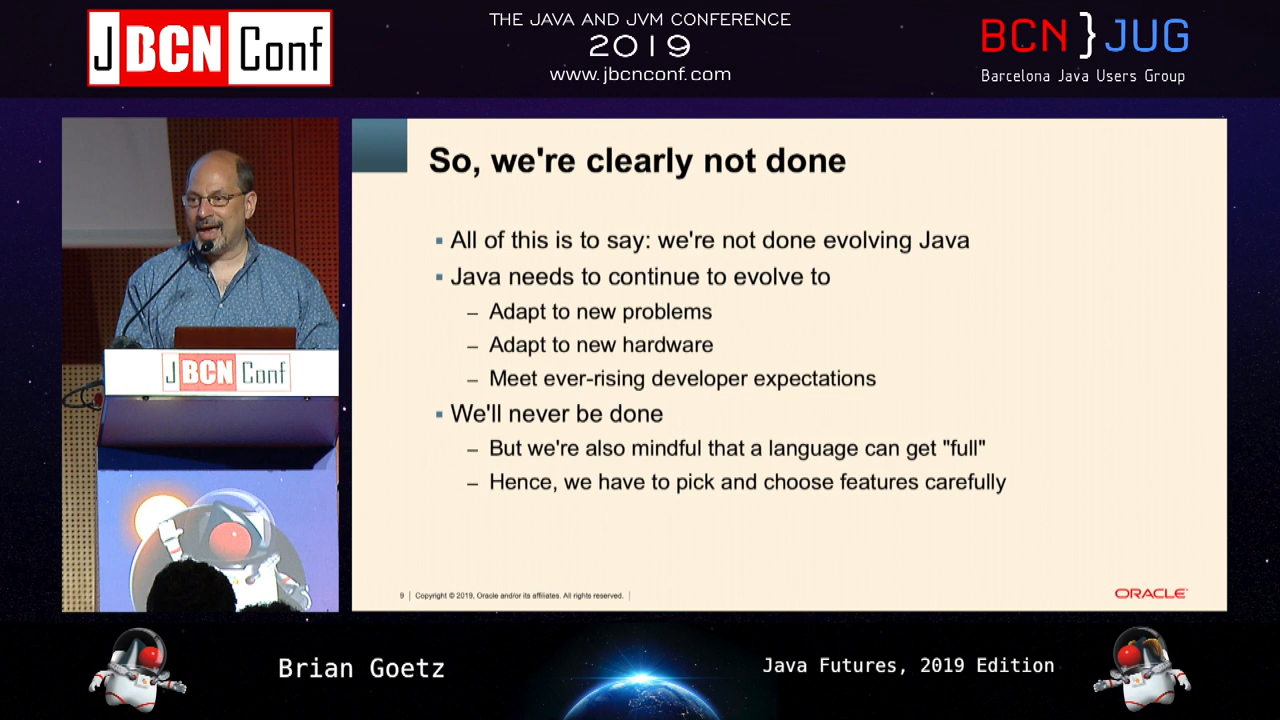 JBCNConf
THE JAVA AND JVM CONFERENCE
2019
www.jbcnconf.com
BCN}JUG
Barcelona Java Users Group
JBCNConf
So, we're clearly not done
▪ All of this is to say: we're not done evolving Java
▪ Java needs to continue to evolve to
– Adapt to new problems
– Adapt to new hardware
– Meet ever-rising developer expectations
▪ We'll never be done
– But we're also mindful that a language can get "full"
– Hence, we have to pick and choose features carefully
9 | Copyright © 2019, Oracle and/or its affiliates. All rights reserved. |
ORACLE®
Brian Goetz
Java Futures, 2019 Edition